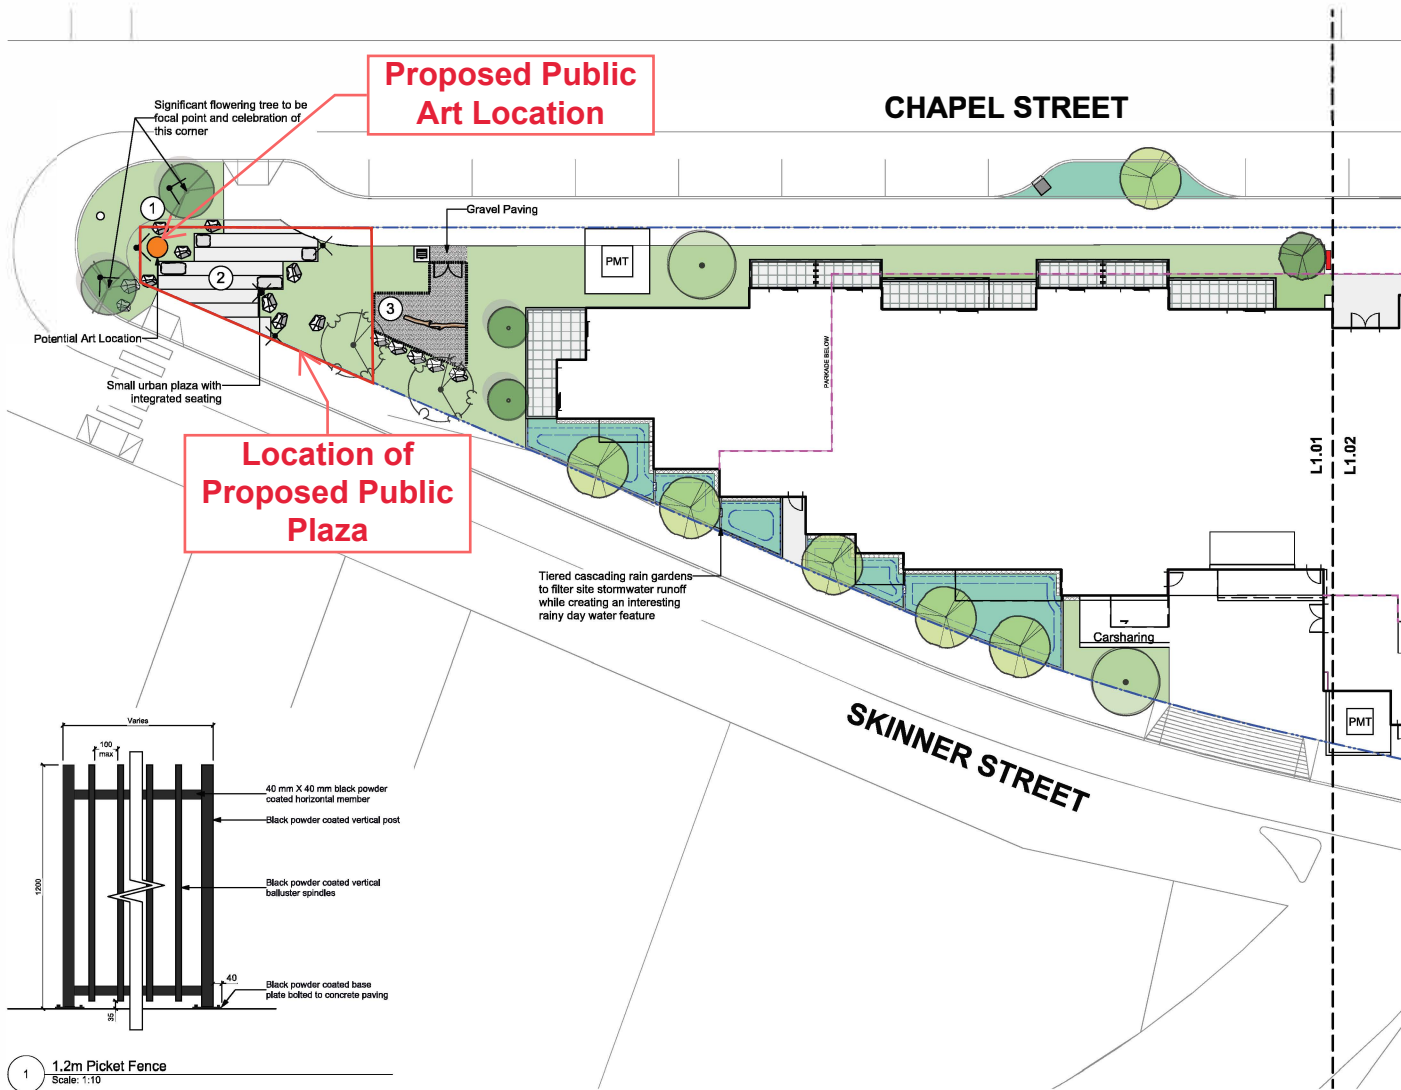 Proposed Public
Art Location
CHAPEL STREET
Significant flowering tree to be
focal point and celebration of
this corner
1
Gravel Paving
PMT
2
3
Potential Art Location
Small urban plaza with
integrated seating
PARKADE BELOW
Location of
Proposed Public
Plaza
L1.01
L1.02
Tiered cascading rain gardens
to filter site stormwater runoff
while creating an interesting
rainy day water feature
Carsharing
PMT
SKINNER STREET
Varies
100
max
40 mm X 40 mm black powder
coated horizontal member
Black powder coated vertical post
1200
Black powder coated vertical
balluster spindles
40
Black powder coated base
plate bolted to concrete paving
35
1
1.2m Picket Fence
Scale: 1:10